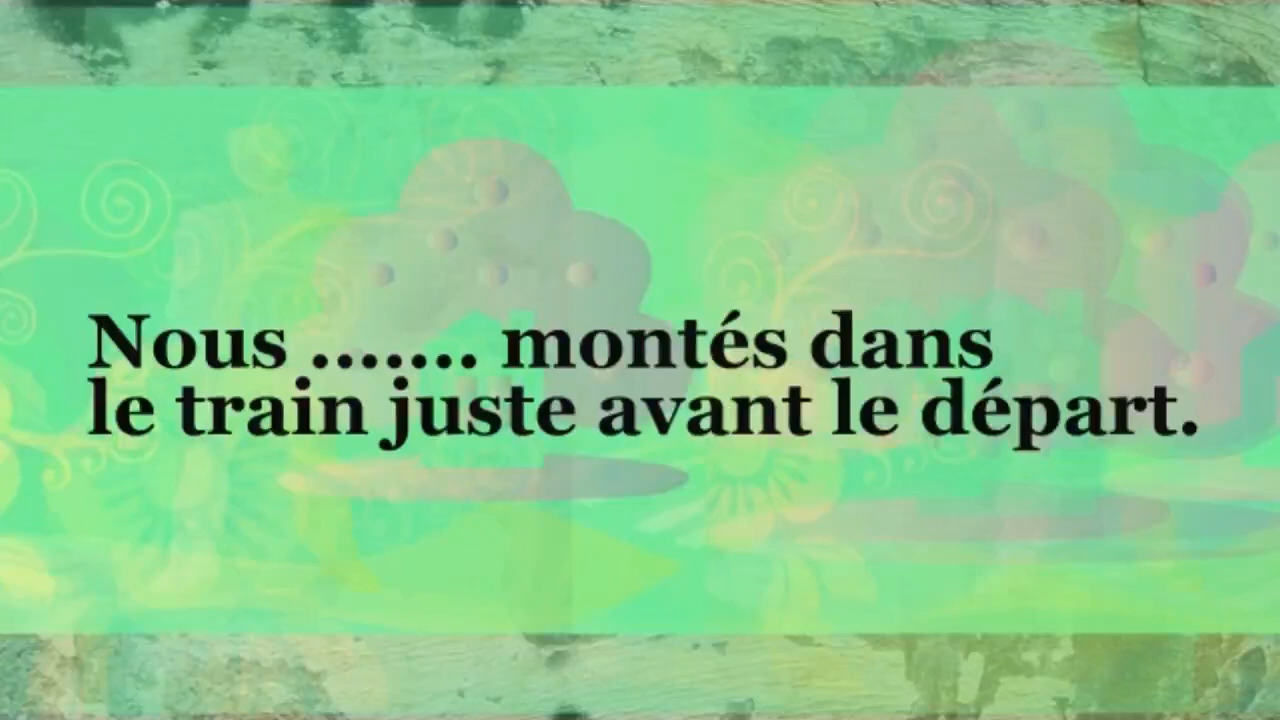 Nous ....... montés dans
le train juste avant le départ.